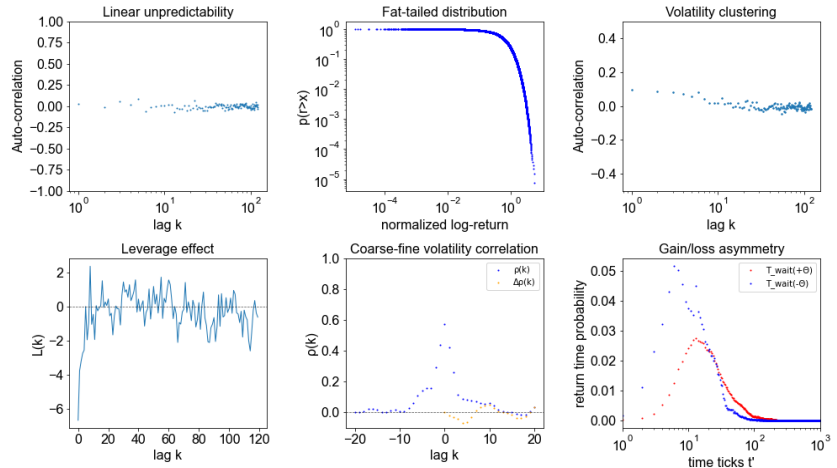 Linear unpredictability
Auto-correlation
1.00
0.75
0.50
0.25
0.00
−0.25
−0.50
−0.75
−1.00
10^0
10^1
10^2
lag k
Fat-tailed distribution
p(r>x)
10^0
10^−1
10^−2
10^−3
10^−4
10^−5
10^−4
10^−2
10^0
normalized log-return
Volatility clustering
Auto-correlation
0.4
0.2
0.0
−0.2
−0.4
10^0
10^1
10^2
lag k
Leverage effect
L(k)
2
0
−2
−4
−6
0
20
40
60
80
100
120
lag k
Coarse-fine volatility correlation
ρ(k)
Δρ(k)
ρ(k)
1.0
0.8
0.6
0.4
0.2
0.0
−20
−10
0
10
20
lag k
Gain/loss asymmetry
T_wait(+Θ)
T_wait(-Θ)
return time probability
0.05
0.04
0.03
0.02
0.01
0.00
10^0
10^1
10^2
10^3
time ticks t'